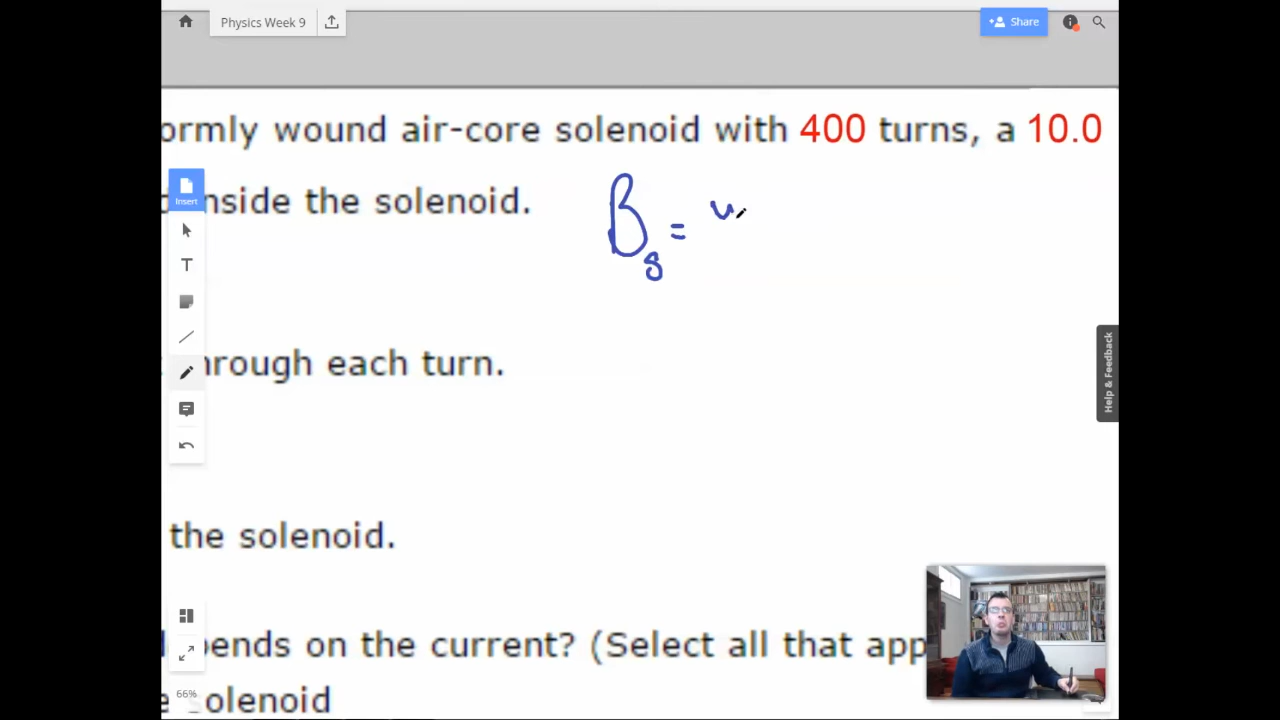 Physics Week 9
Share
ormly wound air-core solenoid with 400 turns, a 10.0
Insert
nside the solenoid.
B =
T
hrough each turn.
Help & Feedback
the solenoid.
pends on the current? (Select all that app
solenoid
66%